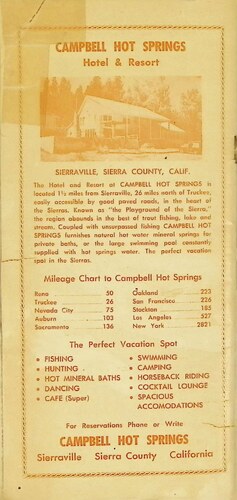 CAMPBELL HOT SPRINGS
Hotel & Resort
SIERRAVILLE, SIERRA COUNTY, CALIF.
The Hotel and Resort at CAMPBELL HOT SPRINGS is
located 1½ miles from Sierraville, 26 miles north of Truckee,
easily accessible by good paved roads, in the heart of
the Sierras. Known as "the Playground of the Sierra,"
the region abounds in the best of trout fishing, lake and
stream. Coupled with unsurpassed fishing CAMPBELL HOT
SPRINGS furnishes natural hot water mineral springs for
private baths, or the large swimming pool constantly
supplied with hot springs water. The perfect vacation
spot in the Sierras.
Mileage Chart to Campbell Hot Springs
Reno 50 Oakland 222
Truckee 26 San Francisco 226
Nevada City 75 Stockton 185
Auburn 103 Los Angeles 527
Sacramento 136 New York 2821
The Perfect Vacation Spot
• FISHING • SWIMMING
• HUNTING • CAMPING
• HOT MINERAL BATHS • HORSEBACK RIDING
• DANCING • COCKTAIL LOUNGE
• CAFE (Super) • SPACIOUS
ACCOMODATIONS
For Reservations Phone or Write
CAMPBELL HOT SPRINGS
Sierraville Sierra County California